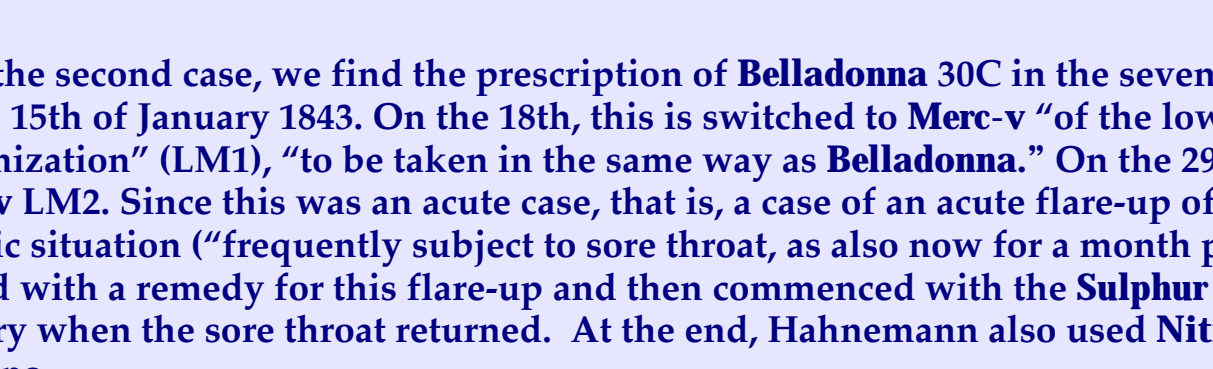 the second case, we find the prescription of Belladonna 30C in the seven
15th of January 1843. On the 18th, this is switched to Merc-v “of the low
nization” (LM1), “to be taken in the same way as Belladonna.” On the 29
v LM2. Since this was an acute case, that is, a case of an acute flare-up of
ic situation (“frequently subject to sore throat, as also now for a month p
d with a remedy for this flare-up and then commenced with the Sulphur
ry when the sore throat returned.  At the end, Hahnemann also used Nit